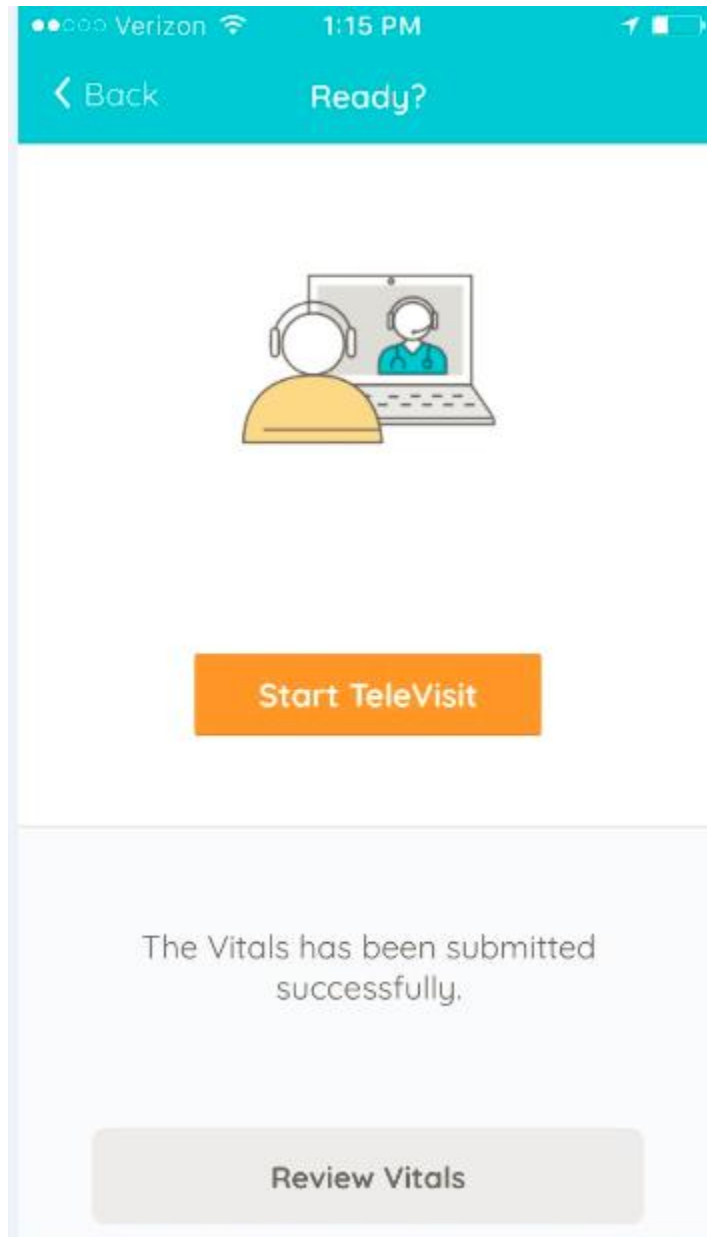 Verizon 1:15 PM
Back Ready?
Start TeleVisit
The Vitals has been submitted
successfully.
Review Vitals